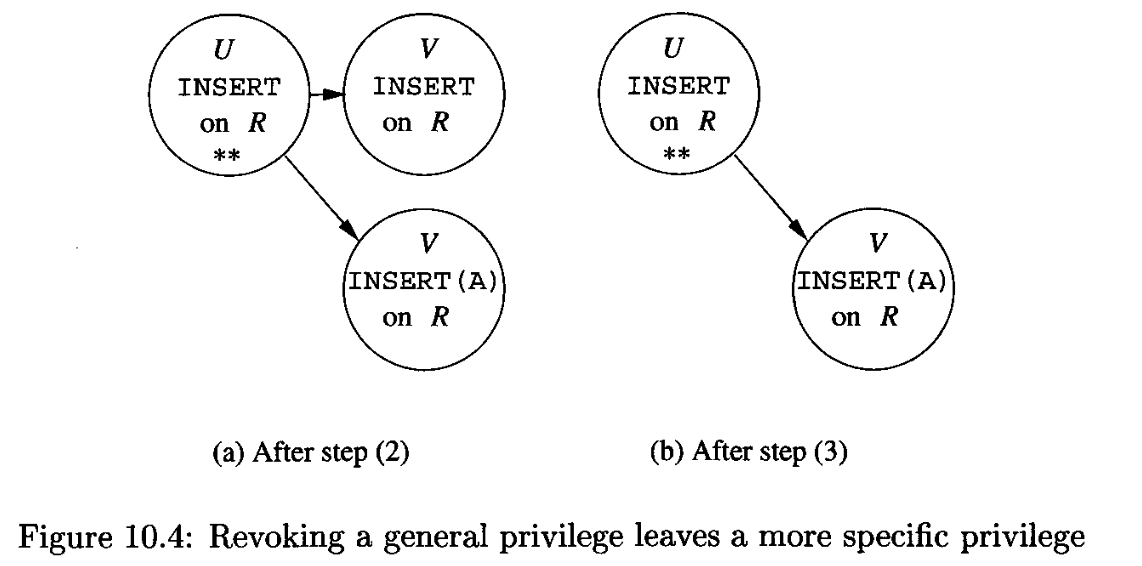 U
INSERT
on R
**
V
INSERT
on R
V
INSERT(A)
on R
(a) After step (2)
U
INSERT
on R
**
V
INSERT(A)
on R
(b) After step (3)
Figure 10.4: Revoking a general privilege leaves a more specific privilege